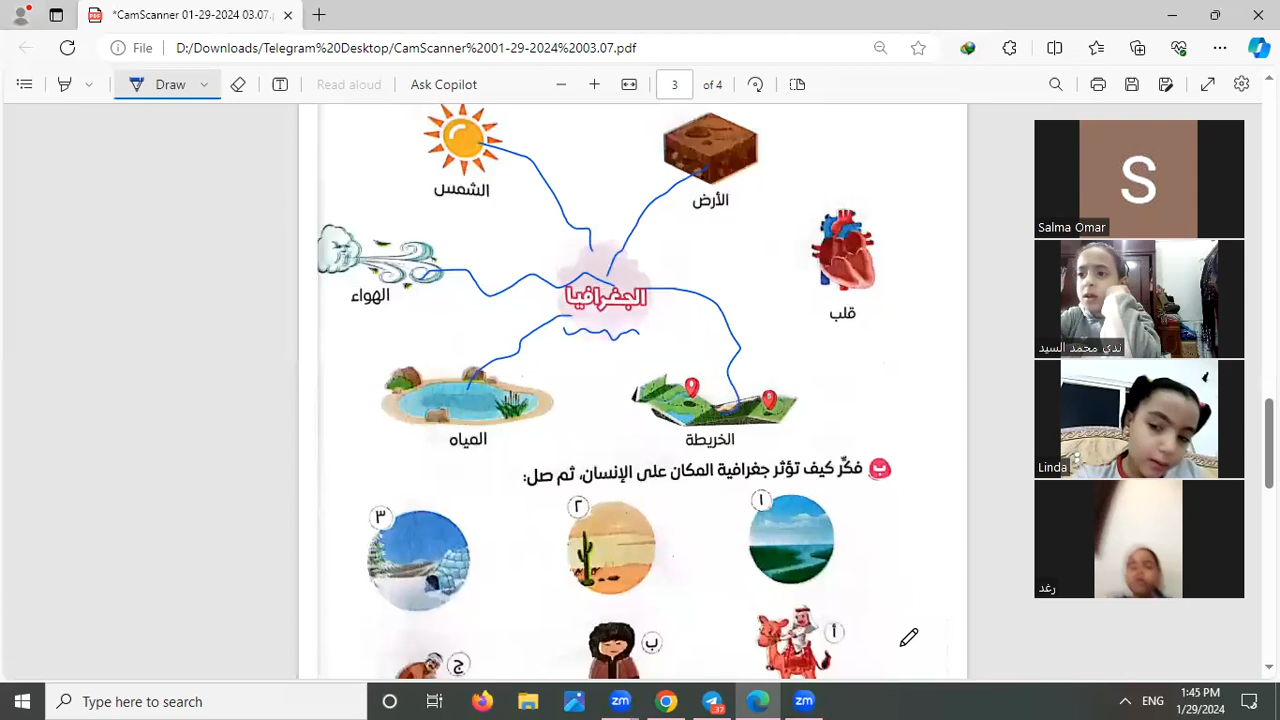 *CamScanner 01-29-2024 03.07.p
File
D:/Downloads/Telegram%20Desktop/CamScanner%2001-29-2024%2003.07.pdf
Draw
Read aloud
Ask Copilot
3
of 4
الشمس
الأرض
الهواء
الجغرافيا
قلب
المياه
الخريطة
ب فكِّر كيف تؤثر جغرافية المكان على الإنسان، ثم صل:
١
٢
٣
أ
ب
ج
S
Salma Omar
ندي محمد السيد
Linda
رغد
Type here to search
zm
37
zm
ENG
1:45 PM
1/29/2024